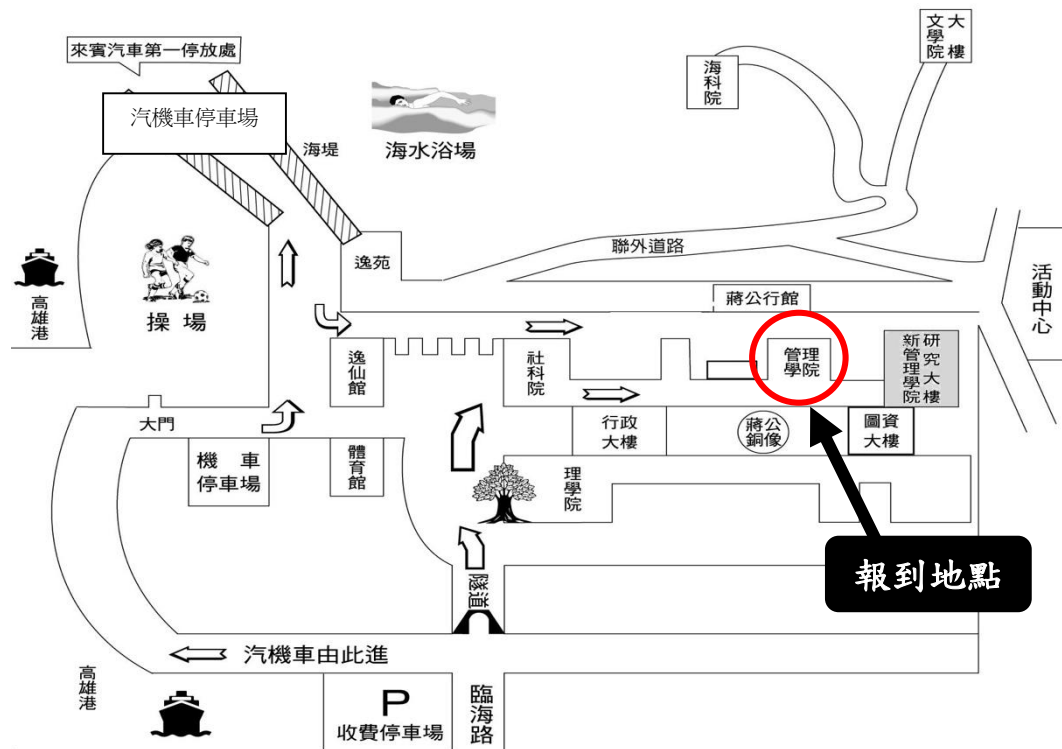 來賓汽車第一停放處
汽機車停車場
海堤
海水浴場
海科院
文學院
大樓
高雄港
操場
逸苑
聯外道路
蔣公行館
活動中心
逸仙館
社科院
管理
學院
新管理學院
研究大樓
大門
機車
停車場
體育館
行政
大樓
蔣公
銅像
圖資
大樓
理學院
報到地點
隧道
汽機車由此進
高雄港
P
收費停車場
臨海路